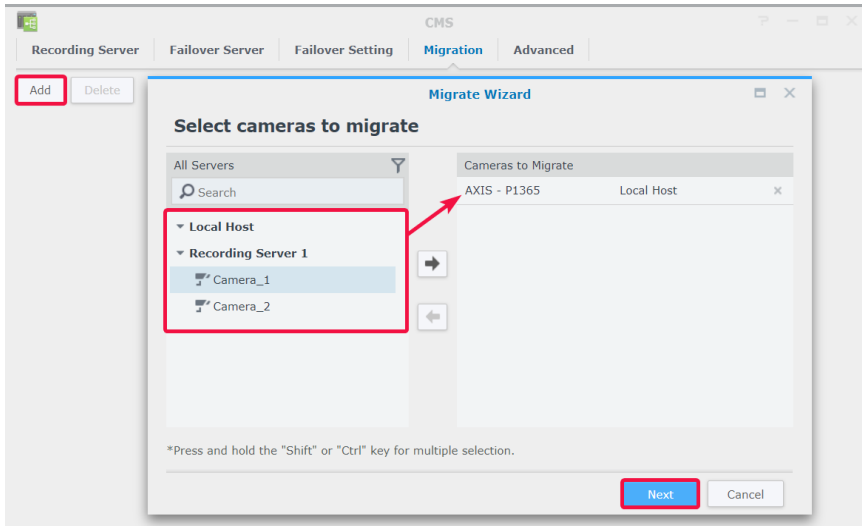 CMS
Recording Server Failover Server Failover Setting Migration Advanced
Add Delete
Migrate Wizard
Select cameras to migrate
All Servers
Search
Local Host
Recording Server 1
Camera_1
Camera_2
Cameras to Migrate
AXIS - P1365 Local Host
*Press and hold the "Shift" or "Ctrl" key for multiple selection.
Next Cancel